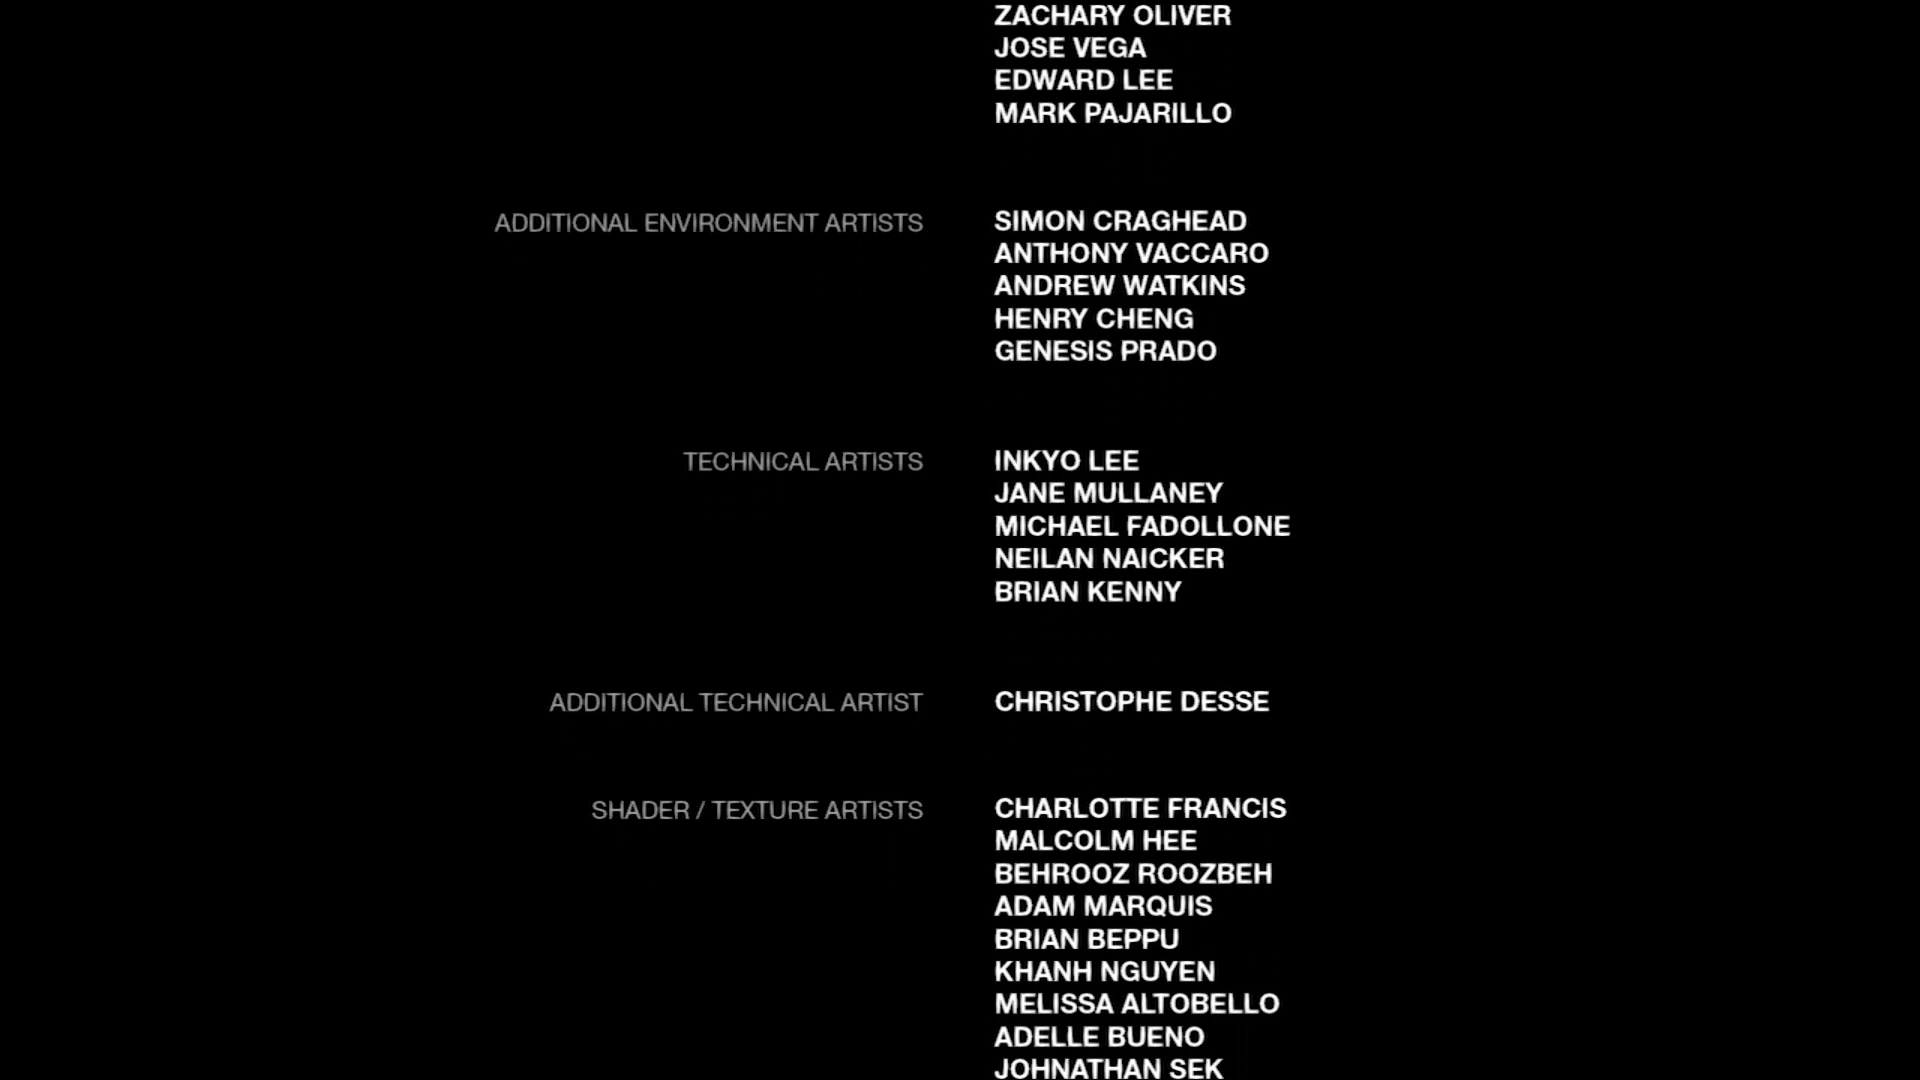 ZACHARY OLIVER
JOSE VEGA
EDWARD LEE
MARK PAJARILLO
ADDITIONAL ENVIRONMENT ARTISTS SIMON CRAGHEAD
ANTHONY VACCARO
ANDREW WATKINS
HENRY CHENG
GENESIS PRADO
TECHNICAL ARTISTS INKYO LEE
JANE MULLANEY
MICHAEL FADOLLONE
NEILAN NAICKER
BRIAN KENNY
ADDITIONAL TECHNICAL ARTIST CHRISTOPHE DESSE
SHADER / TEXTURE ARTISTS CHARLOTTE FRANCIS
MALCOLM HEE
BEHROOZ ROOZBEH
ADAM MARQUIS
BRIAN BEPPU
KHANH NGUYEN
MELISSA ALTOBELLO
ADELLE BUENO
JOHNATHAN SEK